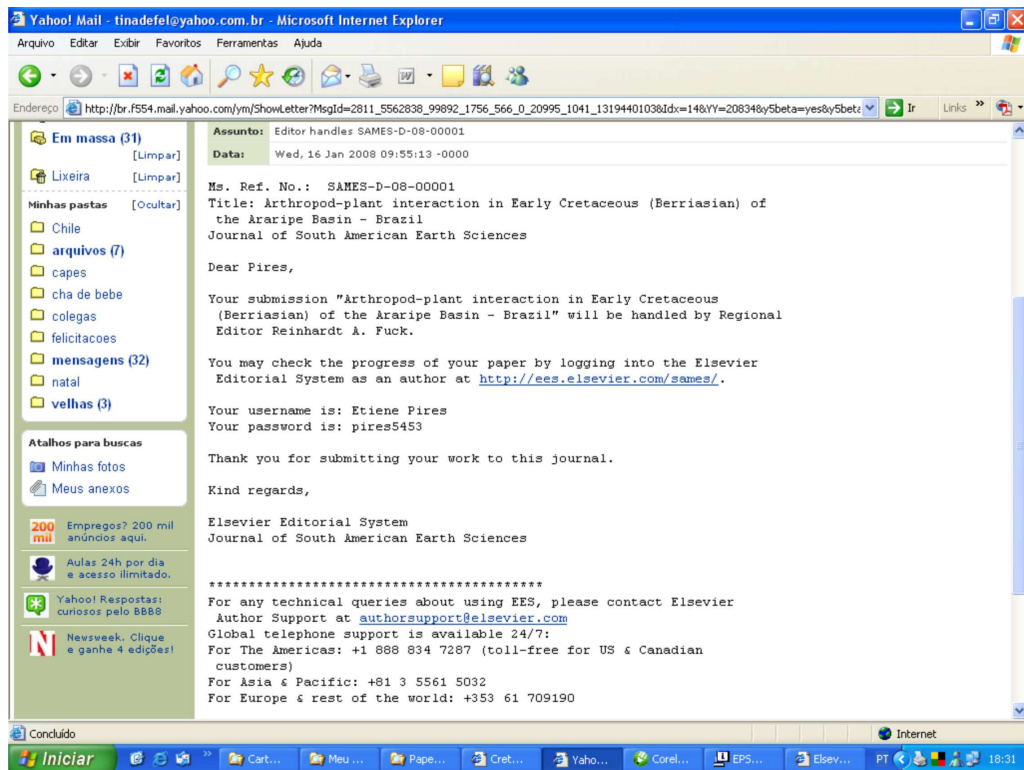 Yahoo! Mail - tinadefel@yahoo.com.br - Microsoft Internet Explorer
Arquivo Editar Exibir Favoritos Ferramentas Ajuda
Endereço http://br.f554.mail.yahoo.com/ym/ShowLetter?MsgId=2811_5562838_99892_1756_566_0_20995_1041_1319440103&Idx=14&YY=20834&y5beta=yes&y5beta Ir Links »
Em massa (31)
[Limpar]
Lixeira [Limpar]
Minhas pastas [Ocultar]
Chile
arquivos (7)
capes
cha de bebe
colegas
felicitacoes
mensagens (32)
natal
velhas (3)
Atalhos para buscas
Minhas fotos
Meus anexos
200 mil
Empregos? 200 mil
anúncios aqui.
Aulas 24h por dia
e acesso ilimitado.
Yahoo! Respostas:
curiosos pelo BBB8
N
Newsweek. Clique
e ganhe 4 edições!
Assunto: Editor handles SAMES-D-08-00001
Data: Wed, 16 Jan 2008 09:55:13 -0000
Ms. Ref. No.: SAMES-D-08-00001
Title: Arthropod-plant interaction in Early Cretaceous (Berriasian) of
the Araripe Basin - Brazil
Journal of South American Earth Sciences
Dear Pires,
Your submission "Arthropod-plant interaction in Early Cretaceous
(Berriasian) of the Araripe Basin - Brazil" will be handled by Regional
Editor Reinhardt A. Fuck.
You may check the progress of your paper by logging into the Elsevier
Editorial System as an author at http://ees.elsevier.com/sames/.
Your username is: Etiene Pires
Your password is: pires5453
Thank you for submitting your work to this journal.
Kind regards,
Elsevier Editorial System
Journal of South American Earth Sciences
******************************************
For any technical queries about using EES, please contact Elsevier
Author Support at authorsupport@elsevier.com
Global telephone support is available 24/7:
For The Americas: +1 888 834 7287 (toll-free for US & Canadian
customers)
For Asia & Pacific: +81 3 5561 5032
For Europe & rest of the world: +353 61 709190
Concluído Internet
Iniciar » Cart... Meu ... Pape... Cret... Yaho... Corel... EPS... Elsev... PT 18:31